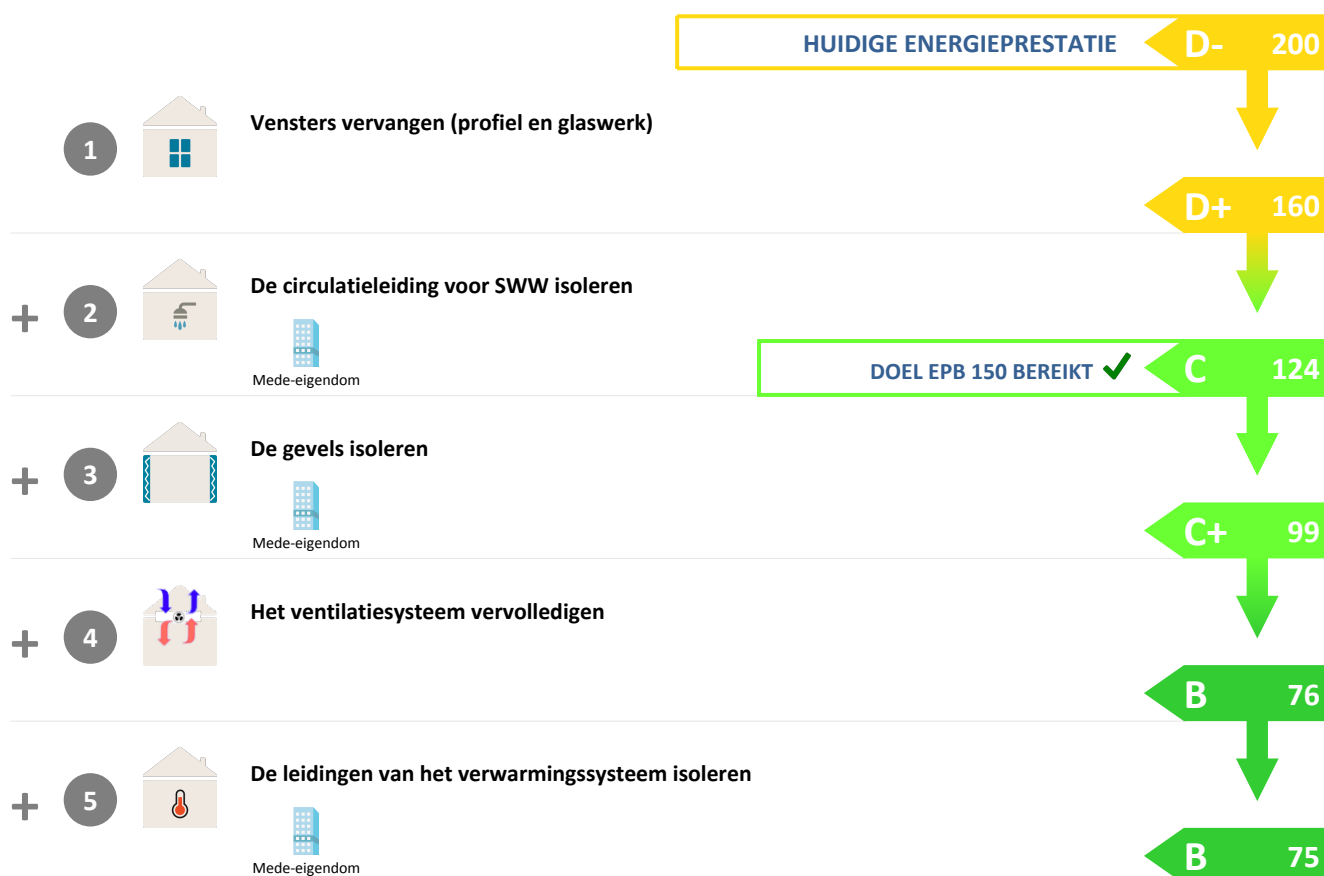 HUIDIGE ENERGIEPRESTATIE D- 200
1 Vensters vervangen (profiel en glaswerk)
D+ 160
+ 2 De circulatieleiding voor SWW isoleren
Mede-eigendom
DOEL EPB 150 BEREIKT ✓ C 124
+ 3 De gevels isoleren
Mede-eigendom
C+ 99
+ 4 Het ventilatiesysteem vervolledigen
B 76
+ 5 De leidingen van het verwarmingssysteem isoleren
Mede-eigendom
B 75